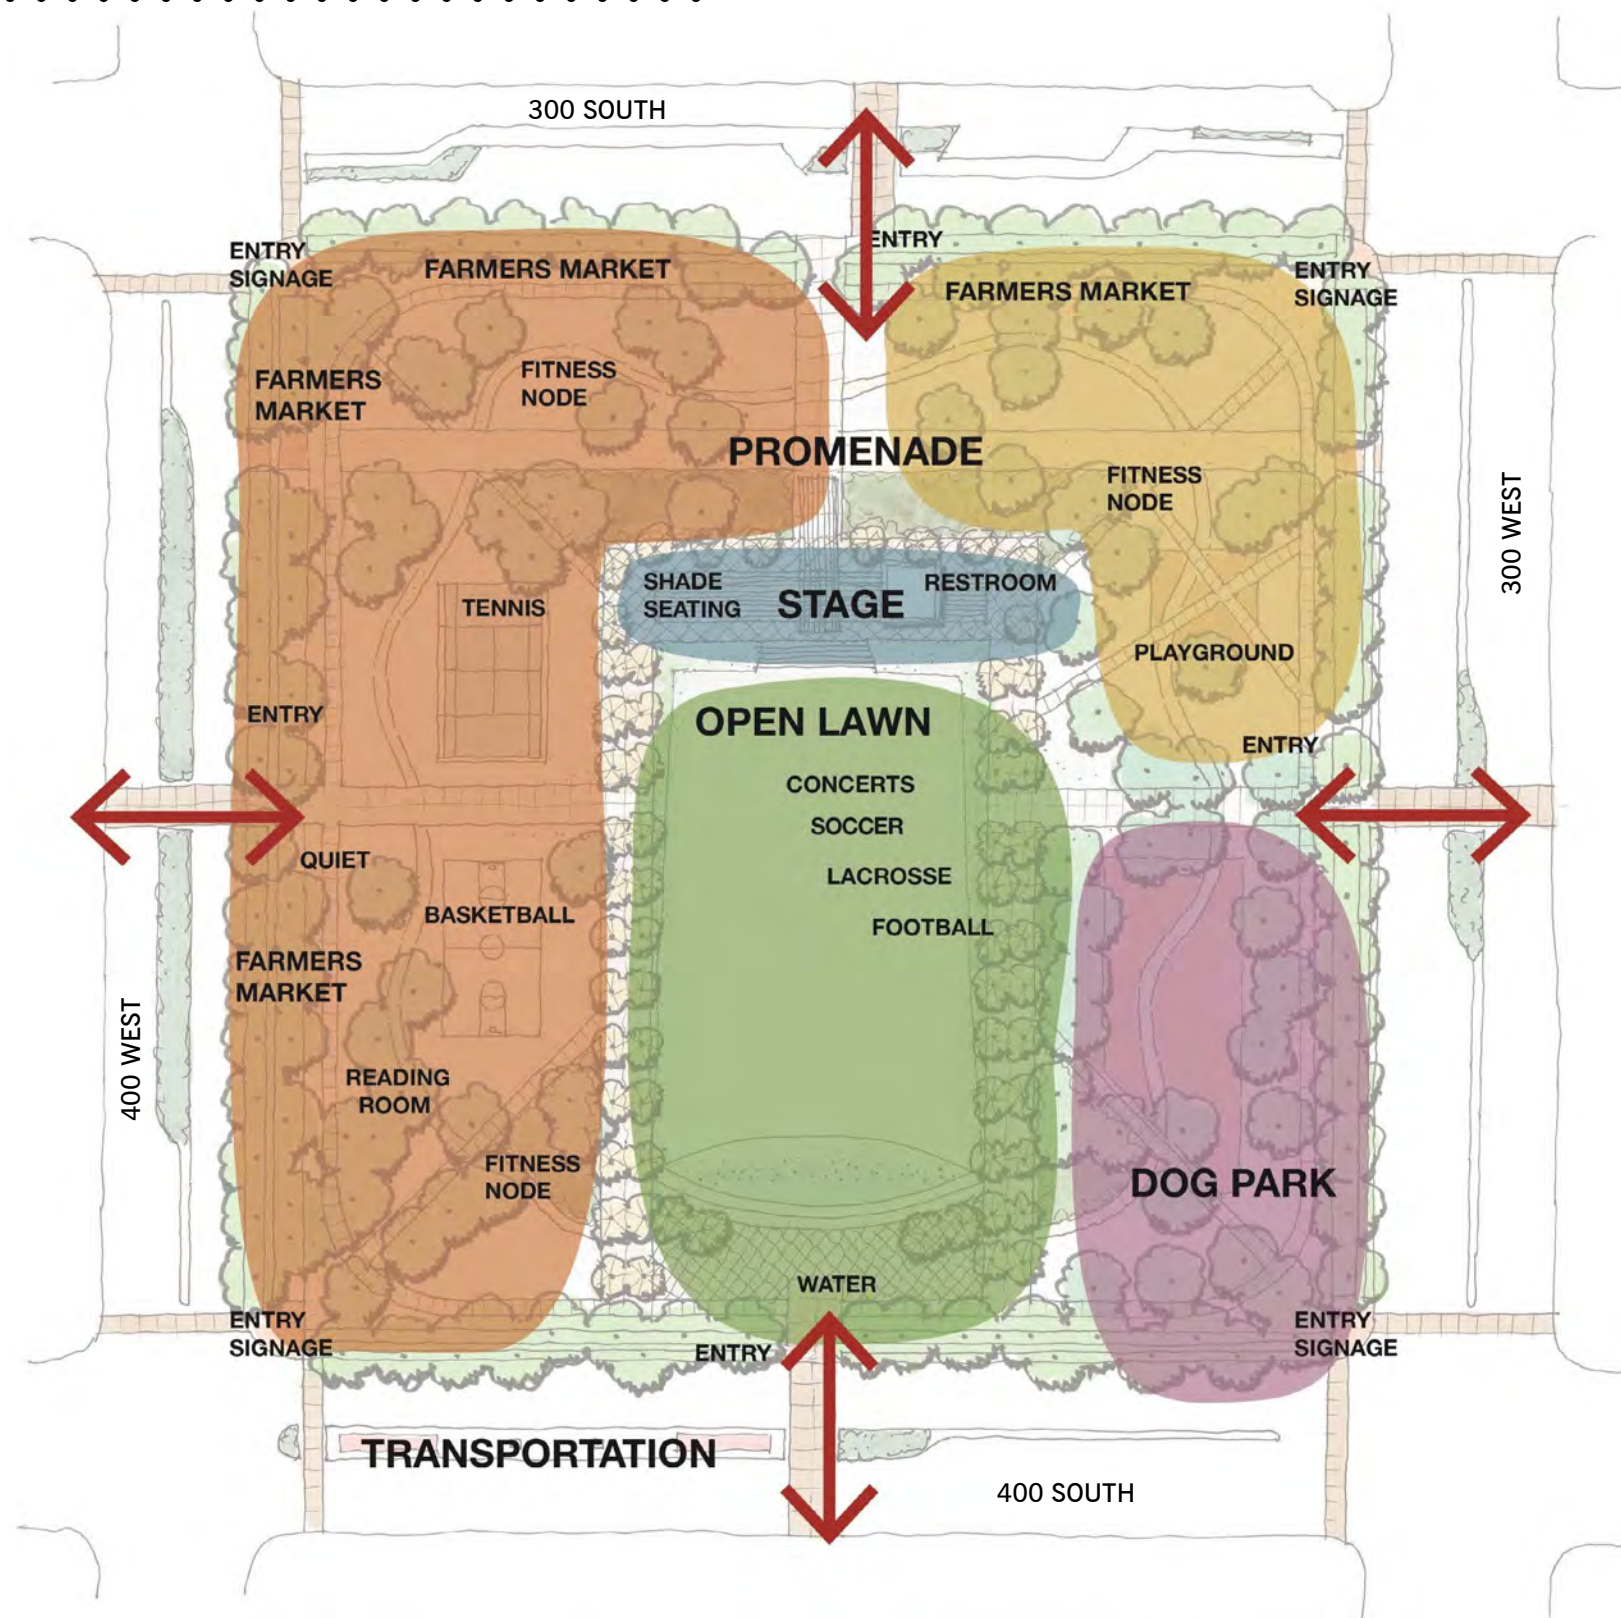 300 SOUTH
ENTRY
ENTRY
SIGNAGE
FARMERS MARKET
FARMERS MARKET
ENTRY
SIGNAGE
FARMERS
MARKET
FITNESS
NODE
PROMENADE
FITNESS
NODE
300 WEST
SHADE
SEATING
STAGE
RESTROOM
TENNIS
PLAYGROUND
ENTRY
OPEN LAWN
ENTRY
CONCERTS
SOCCER
LACROSSE
FOOTBALL
QUIET
BASKETBALL
FARMERS
MARKET
400 WEST
READING
ROOM
FITNESS
NODE
DOG PARK
WATER
ENTRY
SIGNAGE
ENTRY
ENTRY
SIGNAGE
TRANSPORTATION
400 SOUTH